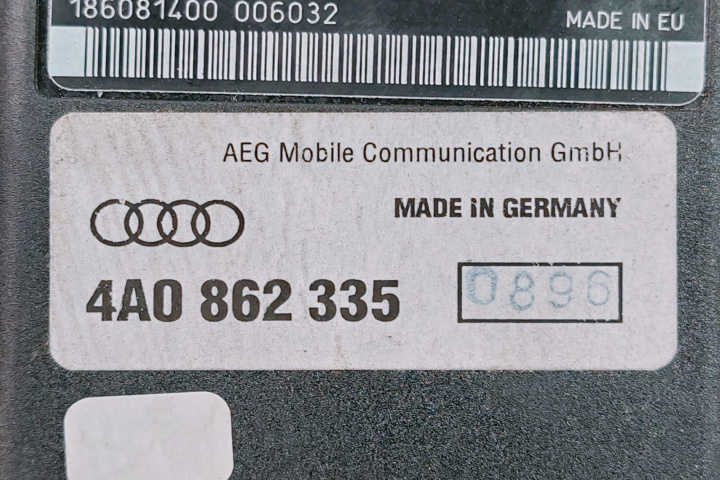 186081400 006032
MADE IN EU
AEG Mobile Communication GmbH
MADE IN GERMANY
4A0 862 335
0896